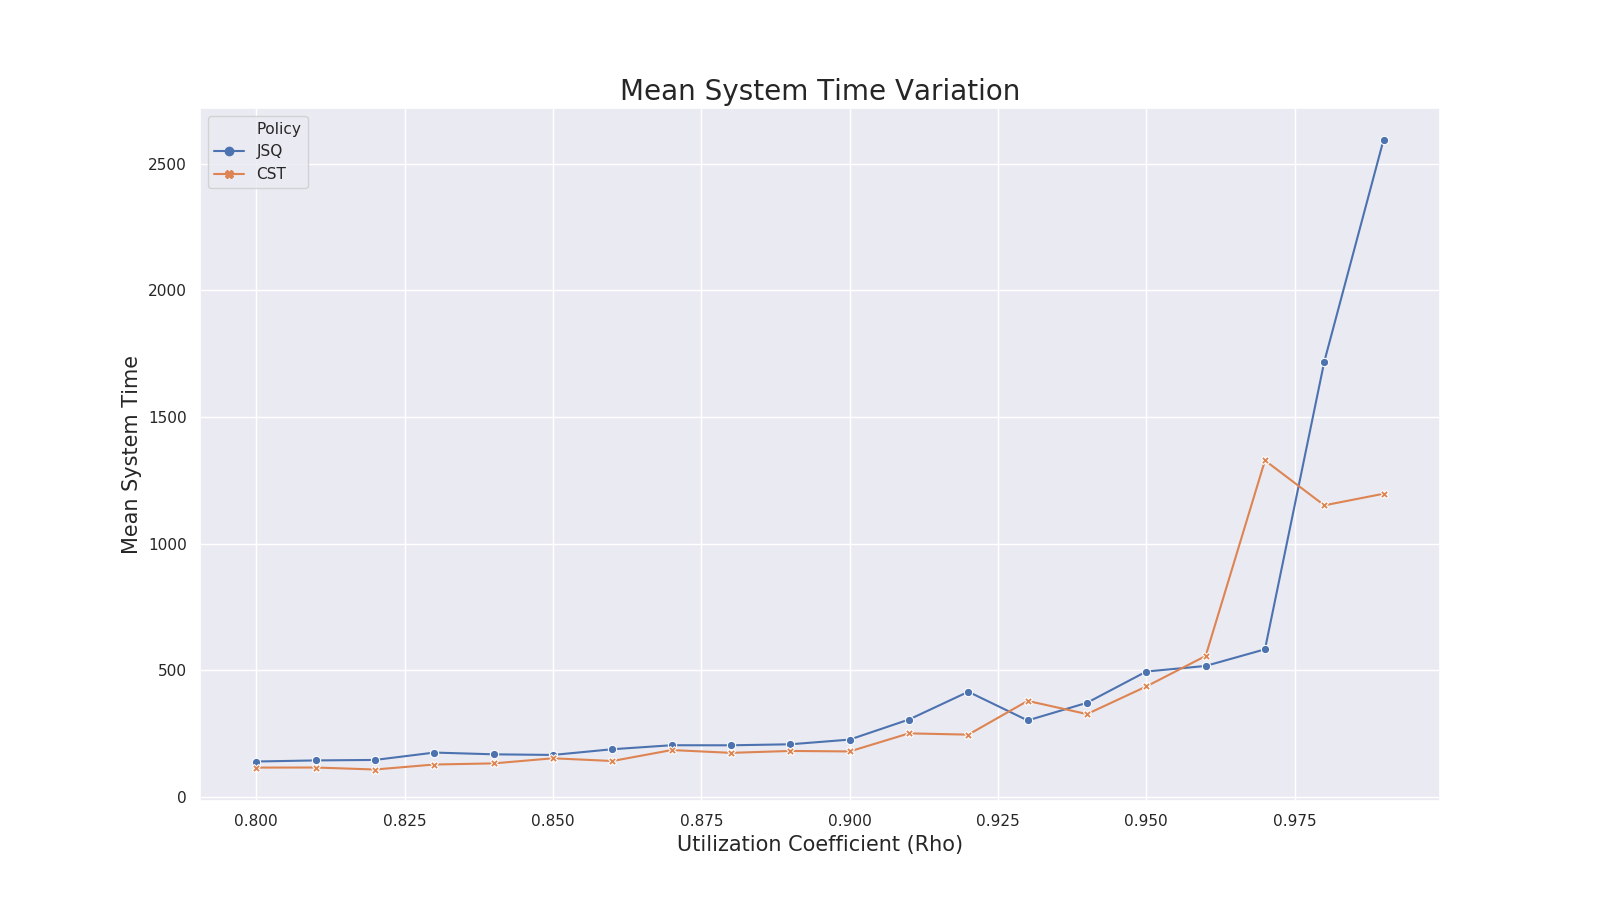 Mean System Time Variation
Policy
JSQ
CST
2500
2000
1500
1000
500
0
Mean System Time
0.800 0.825 0.850 0.875 0.900 0.925 0.950 0.975
Utilization Coefficient (Rho)